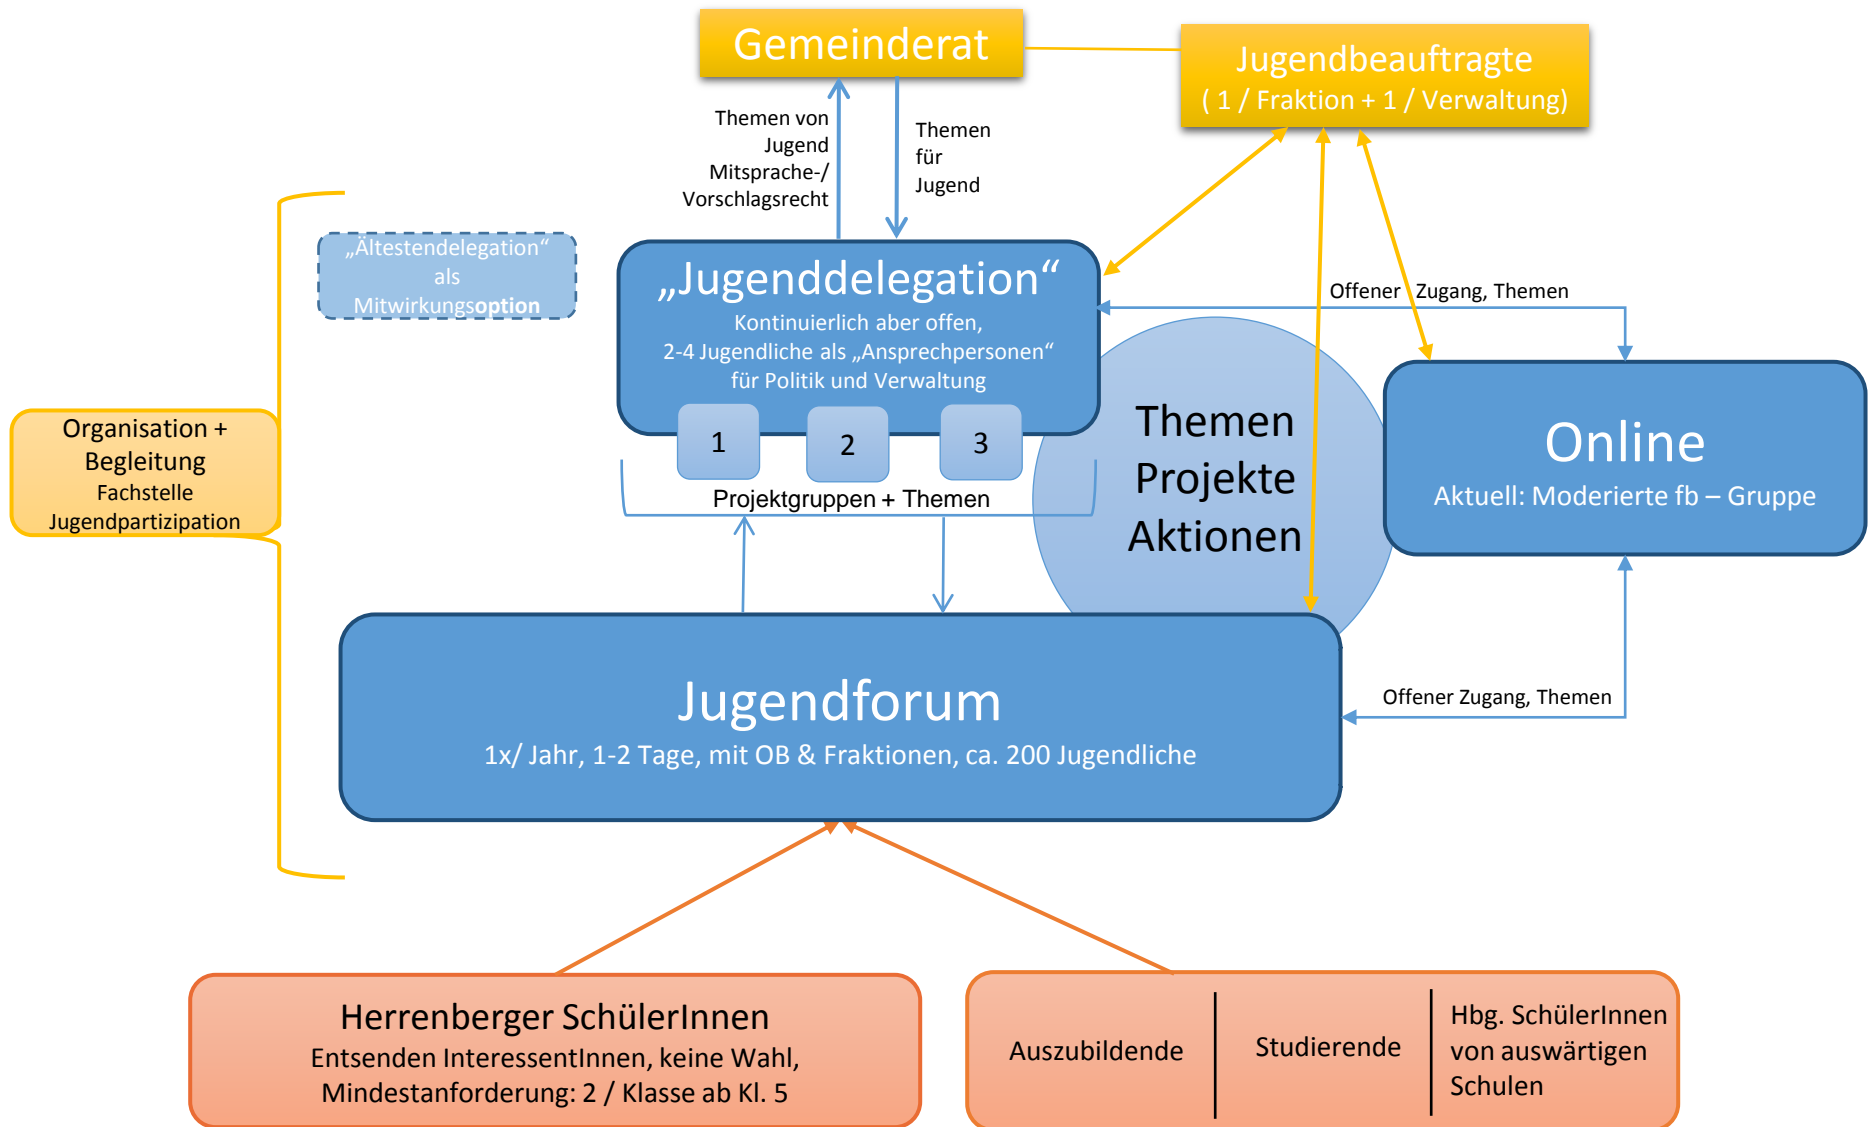 Gemeinderat
Jugendbeauftragte
( 1 / Fraktion + 1 / Verwaltung)
Themen von
Jugend
Mitsprache-/
Vorschlagsrecht
Themen
für
Jugend
„Ältestendelegation“
als
Mitwirkungsoption
„Jugenddelegation“
Kontinuierlich aber offen,
2-4 Jugendliche als „Ansprechpersonen“
für Politik und Verwaltung
1
2
3
Projektgruppen + Themen
Offener Zugang, Themen
Themen
Projekte
Aktionen
Online
Aktuell: Moderierte fb – Gruppe
Organisation +
Begleitung
Fachstelle
Jugendpartizipation
Jugendforum
1x/ Jahr, 1-2 Tage, mit OB & Fraktionen, ca. 200 Jugendliche
Offener Zugang, Themen
Herrenberger SchülerInnen
Entsenden InteressentInnen, keine Wahl,
Mindestanforderung: 2 / Klasse ab Kl. 5
Auszubildende
Studierende
Hbg. SchülerInnen
von auswärtigen
Schulen